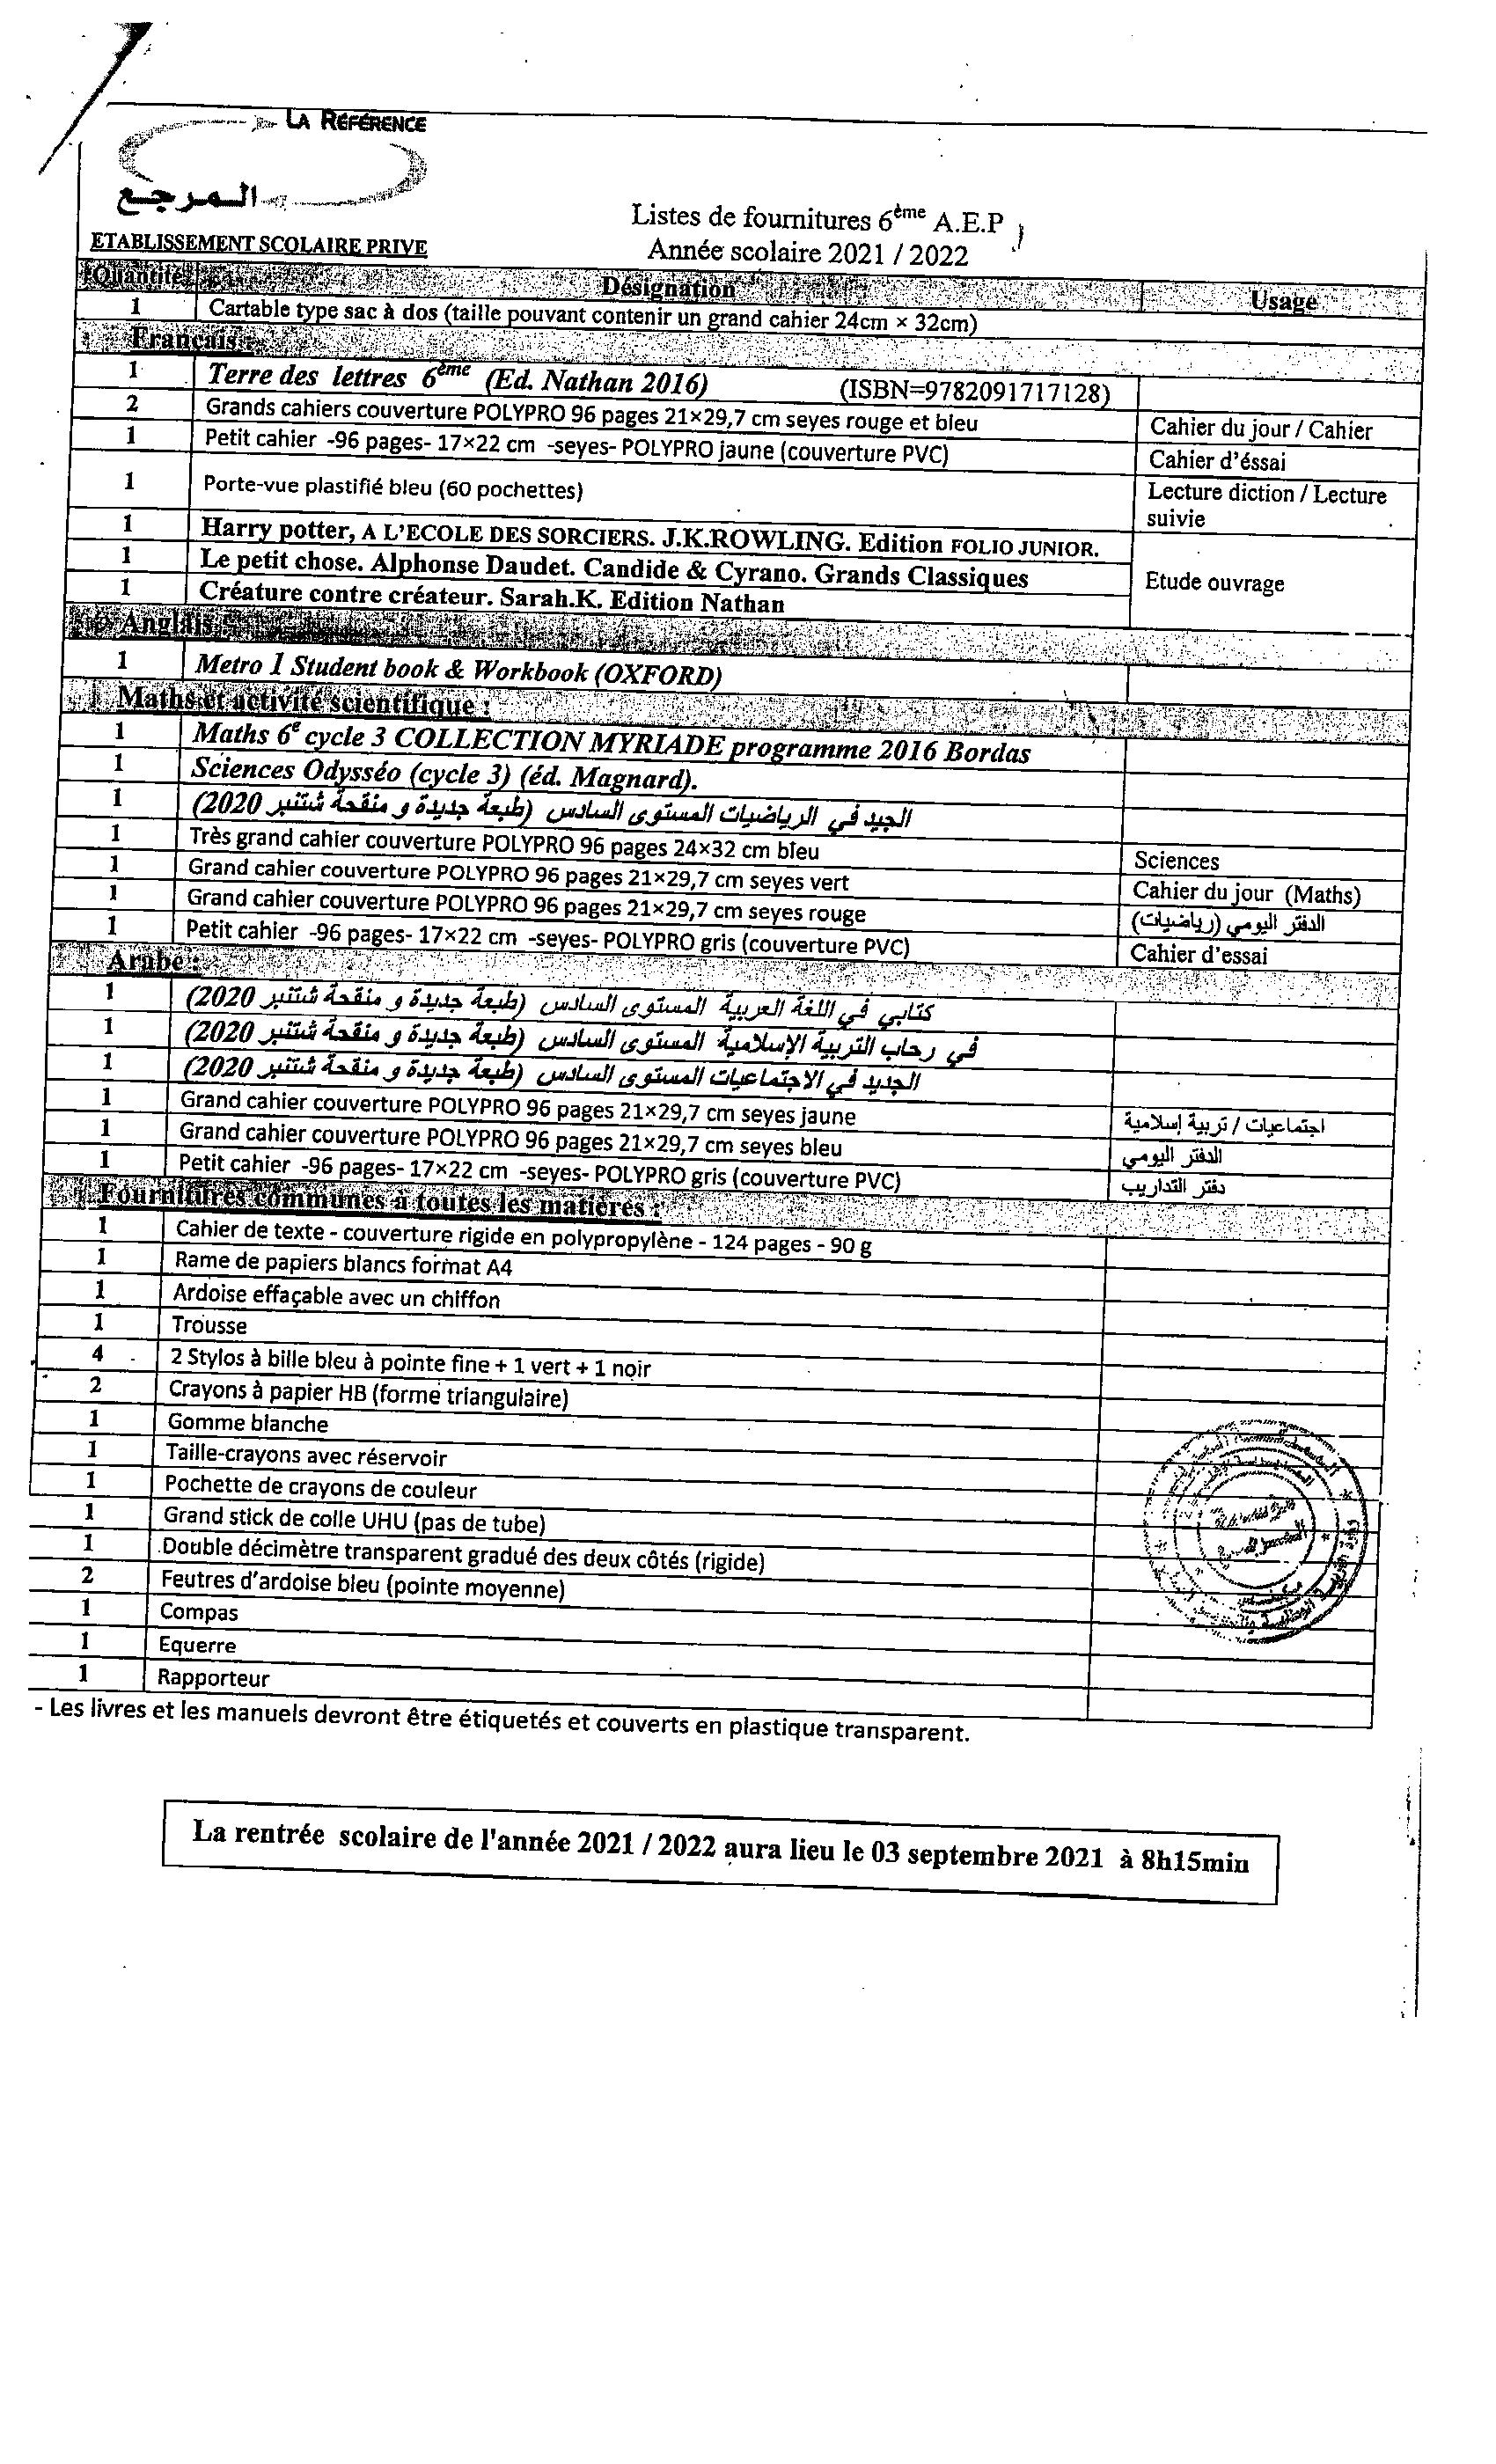 LA RÉFÉRENCE
المرجع
ETABLISSEMENT SCOLAIRE PRIVE
Listes de fournitures 6ème A.E.P
Année scolaire 2021 / 2022
Quantité Désignation Usage
1 Cartable type sac à dos (taille pouvant contenir un grand cahier 24cm × 32cm)
Français :
1 Terre des lettres 6ème (Ed. Nathan 2016) (ISBN=9782091717128)
2 Grands cahiers couverture POLYPRO 96 pages 21×29,7 cm seyes rouge et bleu Cahier du jour / Cahier
1 Petit cahier -96 pages- 17×22 cm -seyes- POLYPRO jaune (couverture PVC) Cahier d'éssai
1 Porte-vue plastifié bleu (60 pochettes) Lecture diction / Lecture
suivie
1 Harry potter, A L'ECOLE DES SORCIERS. J.K.ROWLING. Edition FOLIO JUNIOR.
1 Le petit chose. Alphonse Daudet. Candide & Cyrano. Grands Classiques Etude ouvrage
1 Créature contre créateur. Sarah.K. Edition Nathan
Anglais
1 Metro 1 Student book & Workbook (OXFORD)
Maths et activité scientifique :
1 Maths 6e cycle 3 COLLECTION MYRIADE programme 2016 Bordas
1 Sciences Odysséo (cycle 3) (éd. Magnard).
1 الجيد في الرياضيات المستوى السادس (طبعة جديدة و منقحة شتنبر 2020)
1 Très grand cahier couverture POLYPRO 96 pages 24×32 cm bleu Sciences
1 Grand cahier couverture POLYPRO 96 pages 21×29,7 cm seyes vert Cahier du jour (Maths)
1 Grand cahier couverture POLYPRO 96 pages 21×29,7 cm seyes rouge الدفتر اليومي (رياضيات)
1 Petit cahier -96 pages- 17×22 cm -seyes- POLYPRO gris (couverture PVC) Cahier d'essai
Arabe :
1 كتابي في اللغة العربية المستوى السادس (طبعة جديدة و منقحة شتنبر 2020)
1 في رحاب التربية الإسلامية المستوى السادس (طبعة جديدة و منقحة شتنبر 2020)
1 الجديد في الاجتماعيات المستوى السادس (طبعة جديدة و منقحة شتنبر 2020)
1 Grand cahier couverture POLYPRO 96 pages 21×29,7 cm seyes jaune اجتماعيات / تربية إسلامية
1 Grand cahier couverture POLYPRO 96 pages 21×29,7 cm seyes bleu الدفتر اليومي
1 Petit cahier -96 pages- 17×22 cm -seyes- POLYPRO gris (couverture PVC) دفتر التداريب
Fournitures communes à toutes les matières :
1 Cahier de texte - couverture rigide en polypropylène - 124 pages - 90 g
1 Rame de papiers blancs format A4
1 Ardoise effaçable avec un chiffon
1 Trousse
4 2 Stylos à bille bleu à pointe fine + 1 vert + 1 noir
2 Crayons à papier HB (forme triangulaire)
1 Gomme blanche
1 Taille-crayons avec réservoir
1 Pochette de crayons de couleur
1 Grand stick de colle UHU (pas de tube)
1 Double décimètre transparent gradué des deux côtés (rigide)
2 Feutres d'ardoise bleu (pointe moyenne)
1 Compas
1 Equerre
1 Rapporteur
- Les livres et les manuels devront être étiquetés et couverts en plastique transparent.
La rentrée scolaire de l'année 2021 / 2022 aura lieu le 03 septembre 2021 à 8h15min